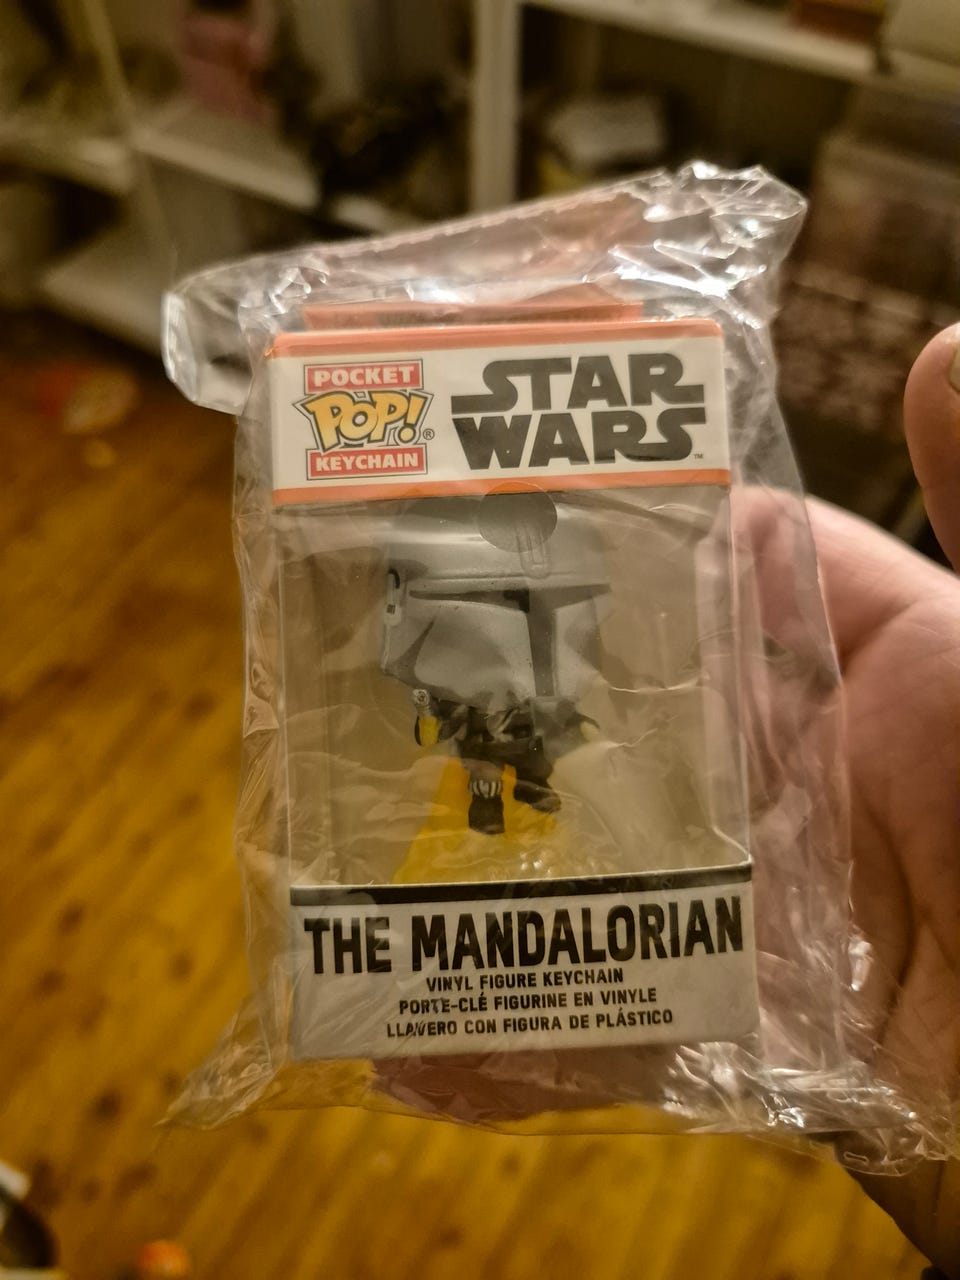 POCKET
POP!®
KEYCHAIN
STAR
WARS™
THE MANDALORIAN
VINYL FIGURE KEYCHAIN
PORTE-CLÉ FIGURINE EN VINYLE
LLAVERO CON FIGURA DE PLÁSTICO